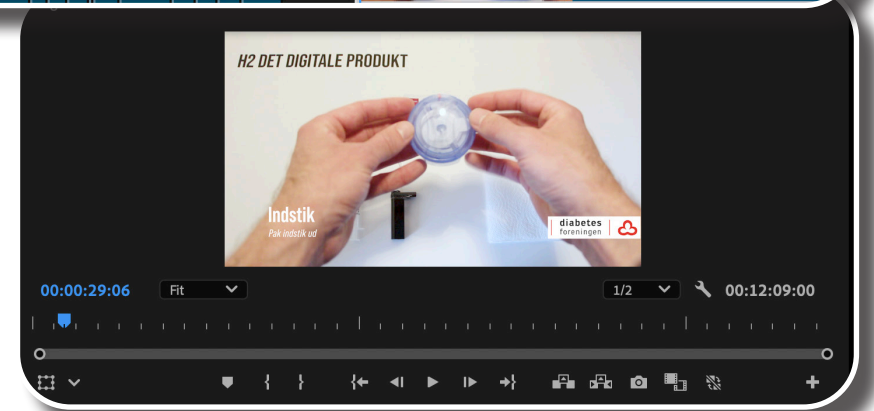 H2 DET DIGITALE PRODUKT
Indstik
Pak indstik ud
diabetes
foreningen
00:00:29:06
Fit
1/2
00:12:09:00